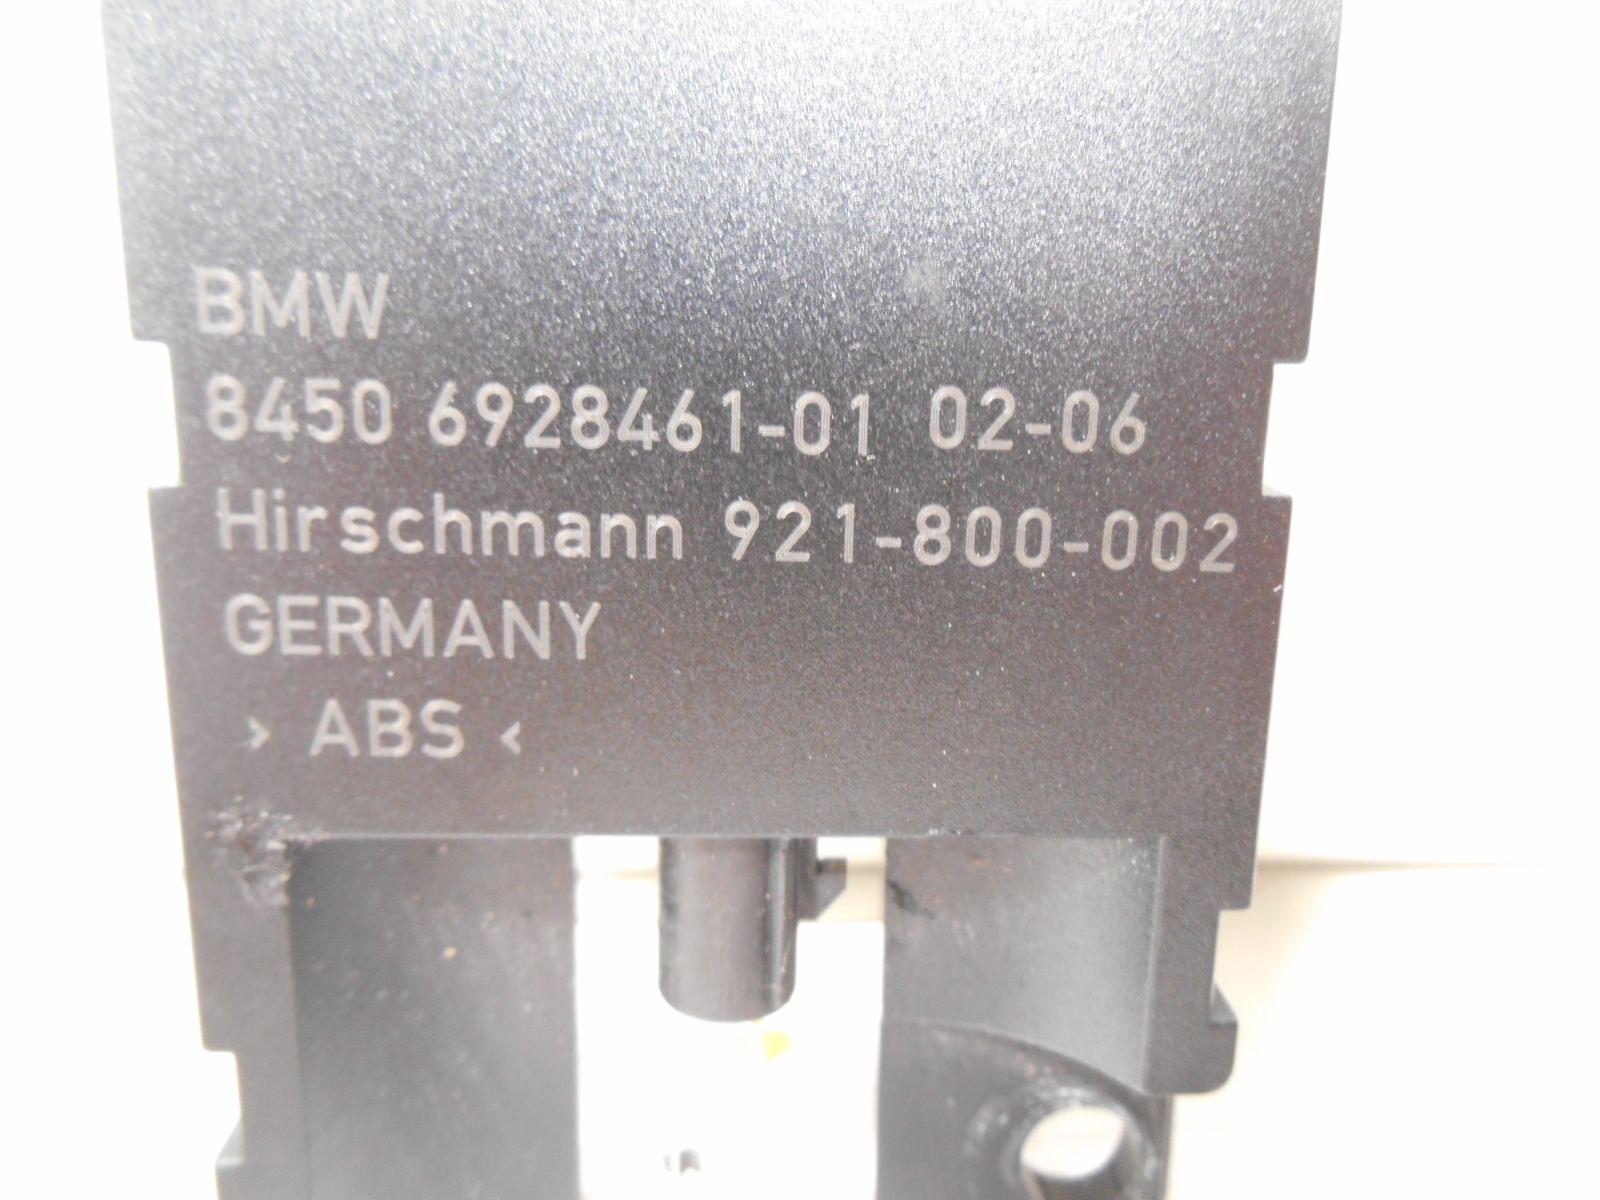 BMW
8450 6928461-01 02-06
Hirschmann 921-800-002
GERMANY
> ABS <